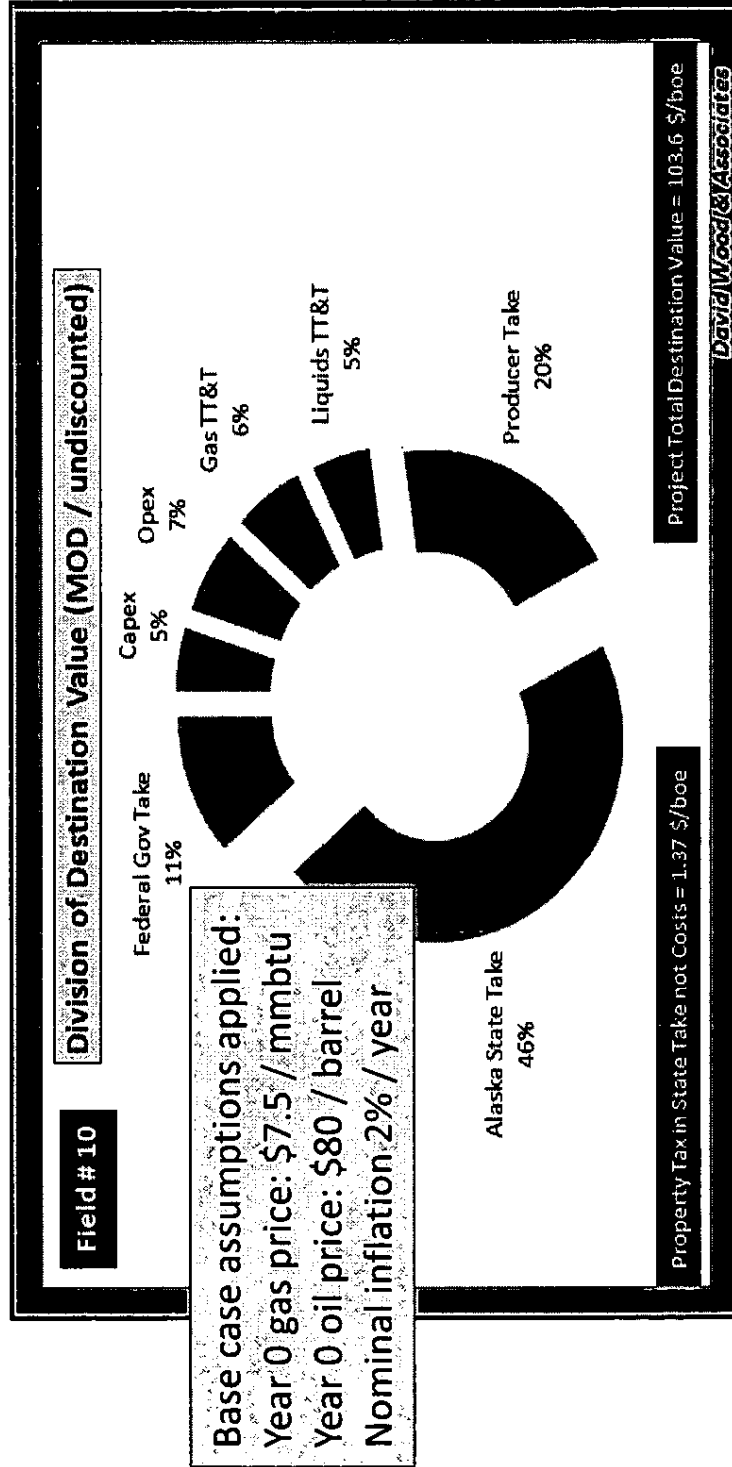 Field # 10
Division of Destination Value (MOD / undiscounted)
Base case assumptions applied:
Year 0 gas price: $7.5 / mmbtu
Year 0 oil price: $80 / barrel
Nominal inflation 2% / year
Federal Gov Take
11%
Capex
5%
Opex
7%
Gas TT&T
6%
Liquids TT&T
5%
Producer Take
20%
Alaska State Take
46%
Property Tax in State Take not Costs = 1.37 $/boe
Project Total Destination Value = 103.6 $/boe
David Wood & Associates